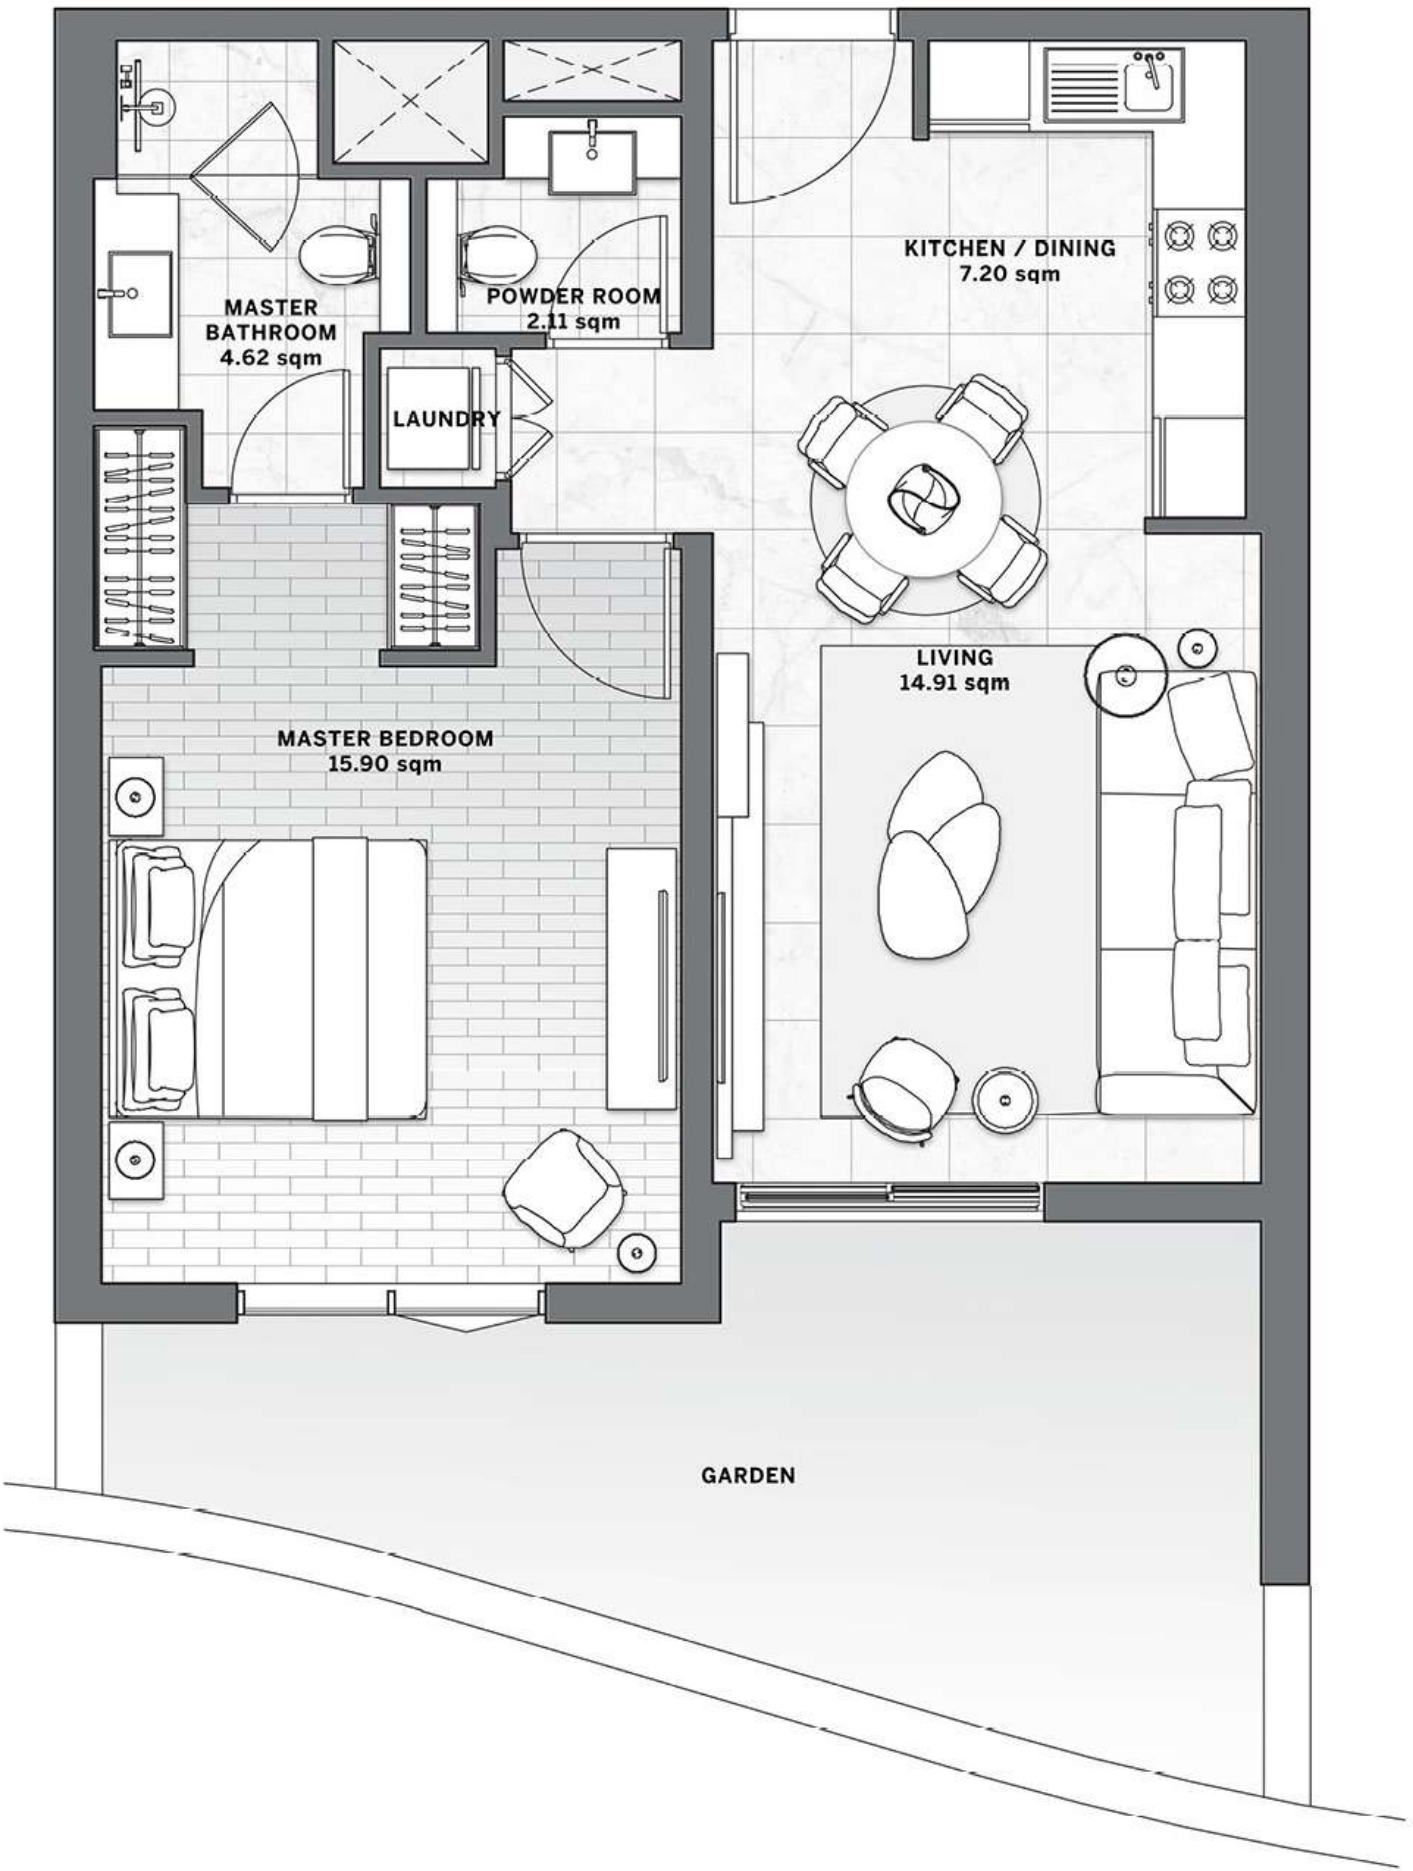 KITCHEN / DINING
7.20 sqm
MASTER
BATHROOM
4.62 sqm
POWDER ROOM
2.11 sqm
LAUNDRY
LIVING
14.91 sqm
MASTER BEDROOM
15.90 sqm
GARDEN